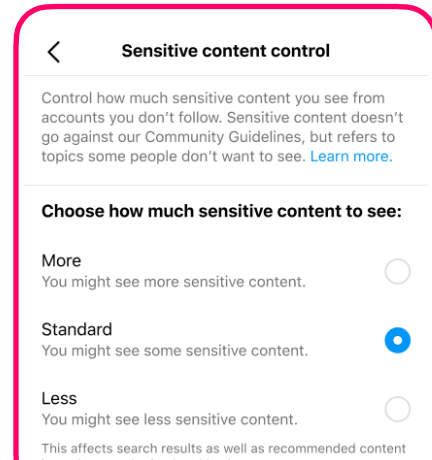 Sensitive content control
Control how much sensitive content you see from
accounts you don't follow. Sensitive content doesn't
go against our Community Guidelines, but refers to
topics some people don't want to see. Learn more.
Choose how much sensitive content to see:
More
You might see more sensitive content.
Standard
You might see some sensitive content.
Less
You might see less sensitive content.
This affects search results as well as recommended content